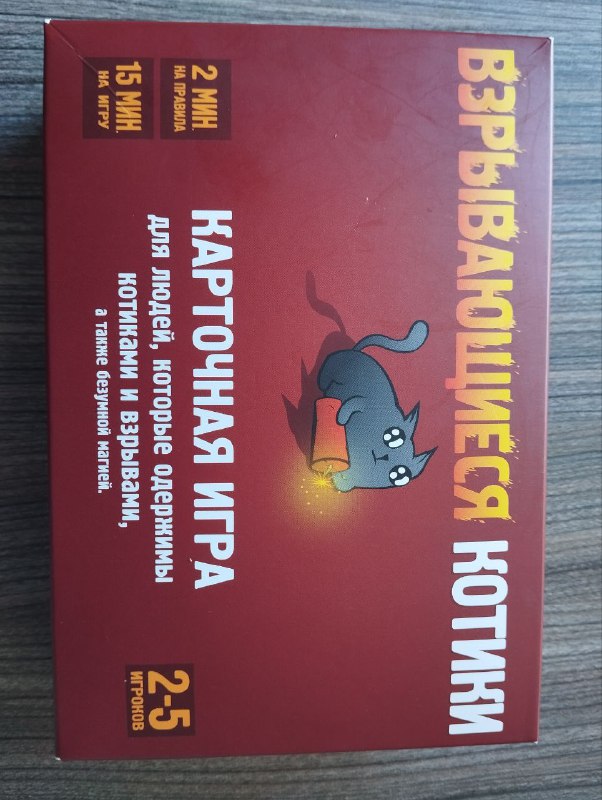 ВЗРЫВАЮЩИЕСЯ КОТИКИ
КАРТОЧНАЯ ИГРА
для людей, которые одержимы
котиками и взрывами,
а также безумной магией.
2 МИН.
НА ПРАВИЛА
15 МИН.
НА ИГРУ
2-5
ИГРОКОВ